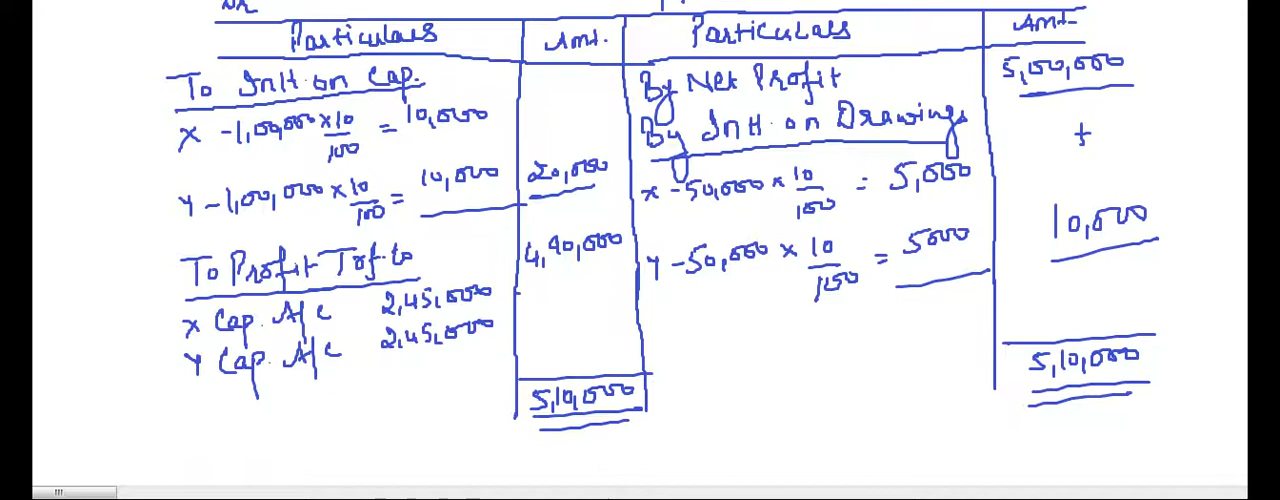 Dr
Particulars Amt. Particulars Amt
To Intt. on Cap.
X - 1,00,000 x 10/100 = 10,000
Y - 1,00,000 x 10/100 = 10,000 20,000
To Profit Trf. to 4,90,000
X Cap. A/c 2,45,000
Y Cap. A/c 2,45,000
5,10,000
By Net Profit 5,00,000
By Intt. on Drawings +
X - 50,000 x 10/100 = 5,000
Y - 50,000 x 10/100 = 5000 10,000
5,10,000